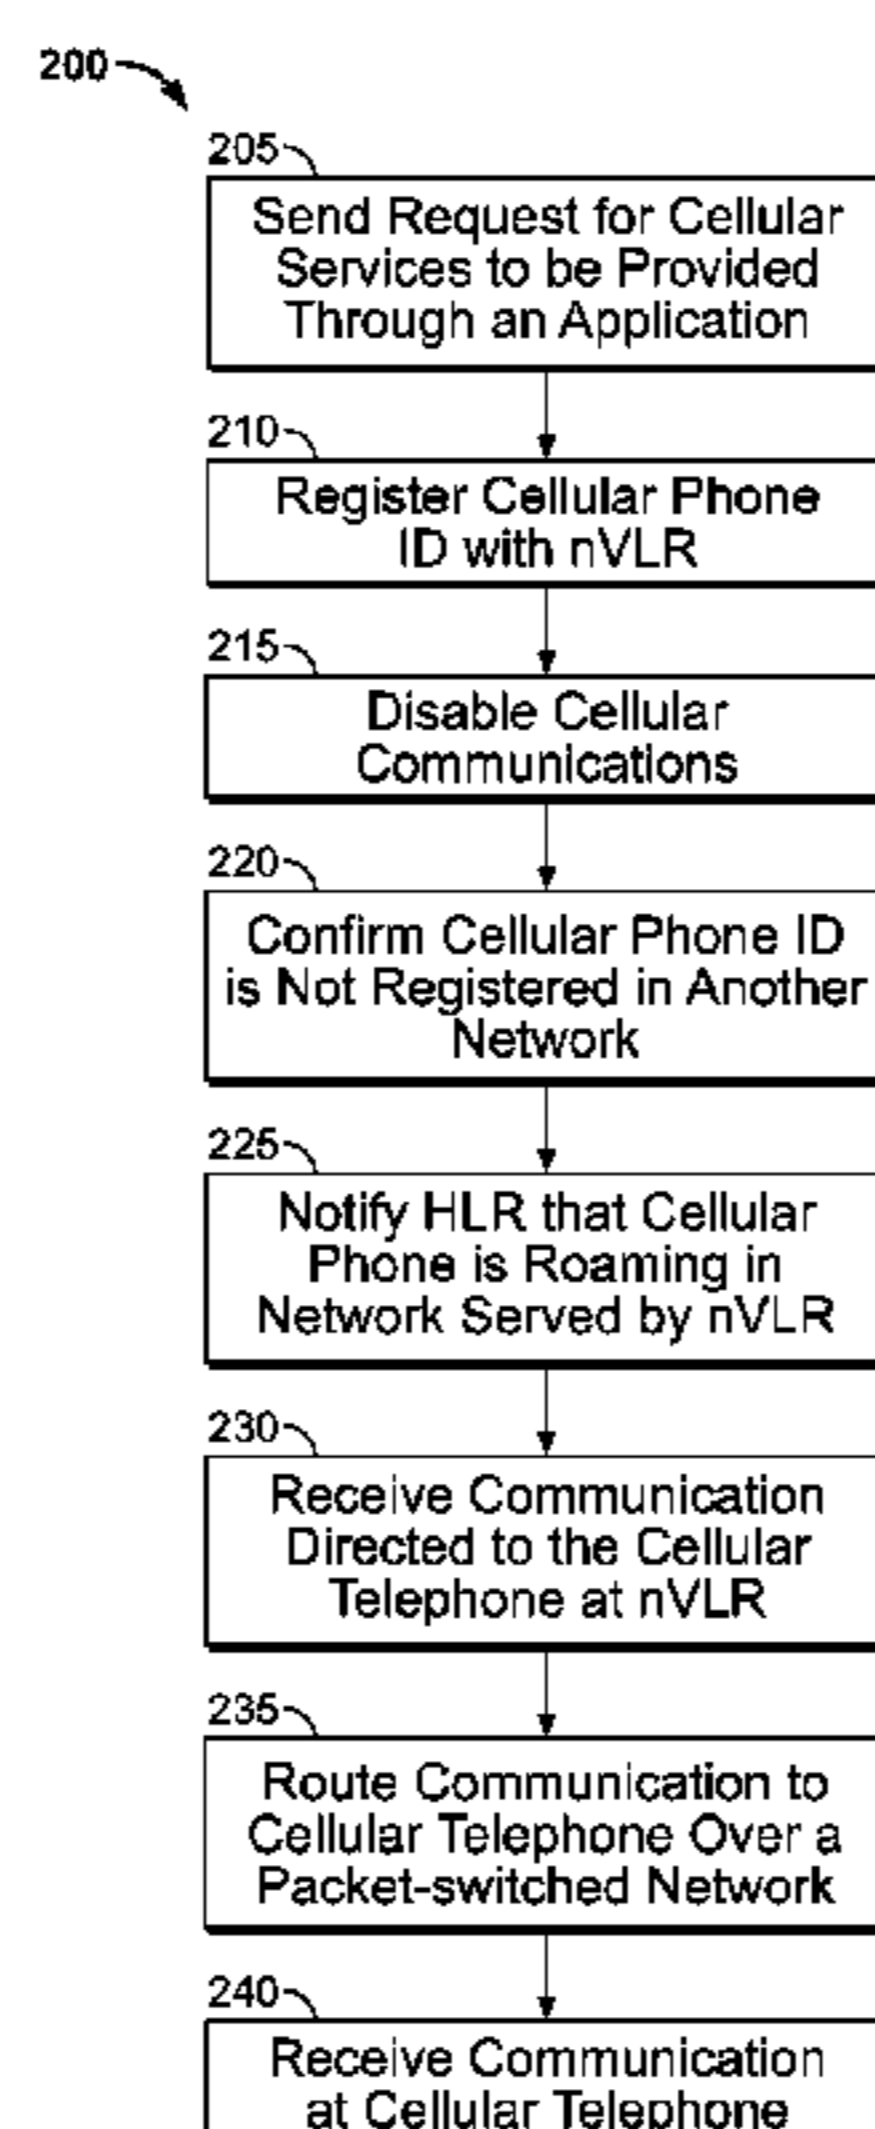 200
205
Send Request for Cellular
Services to be Provided
Through an Application
210
Register Cellular Phone
ID with nVLR
215
Disable Cellular
Communications
220
Confirm Cellular Phone ID
is Not Registered in Another
Network
225
Notify HLR that Cellular
Phone is Roaming in
Network Served by nVLR
230
Receive Communication
Directed to the Cellular
Telephone at nVLR
235
Route Communication to
Cellular Telephone Over a
Packet-switched Network
240
Receive Communication
at Cellular Telephone